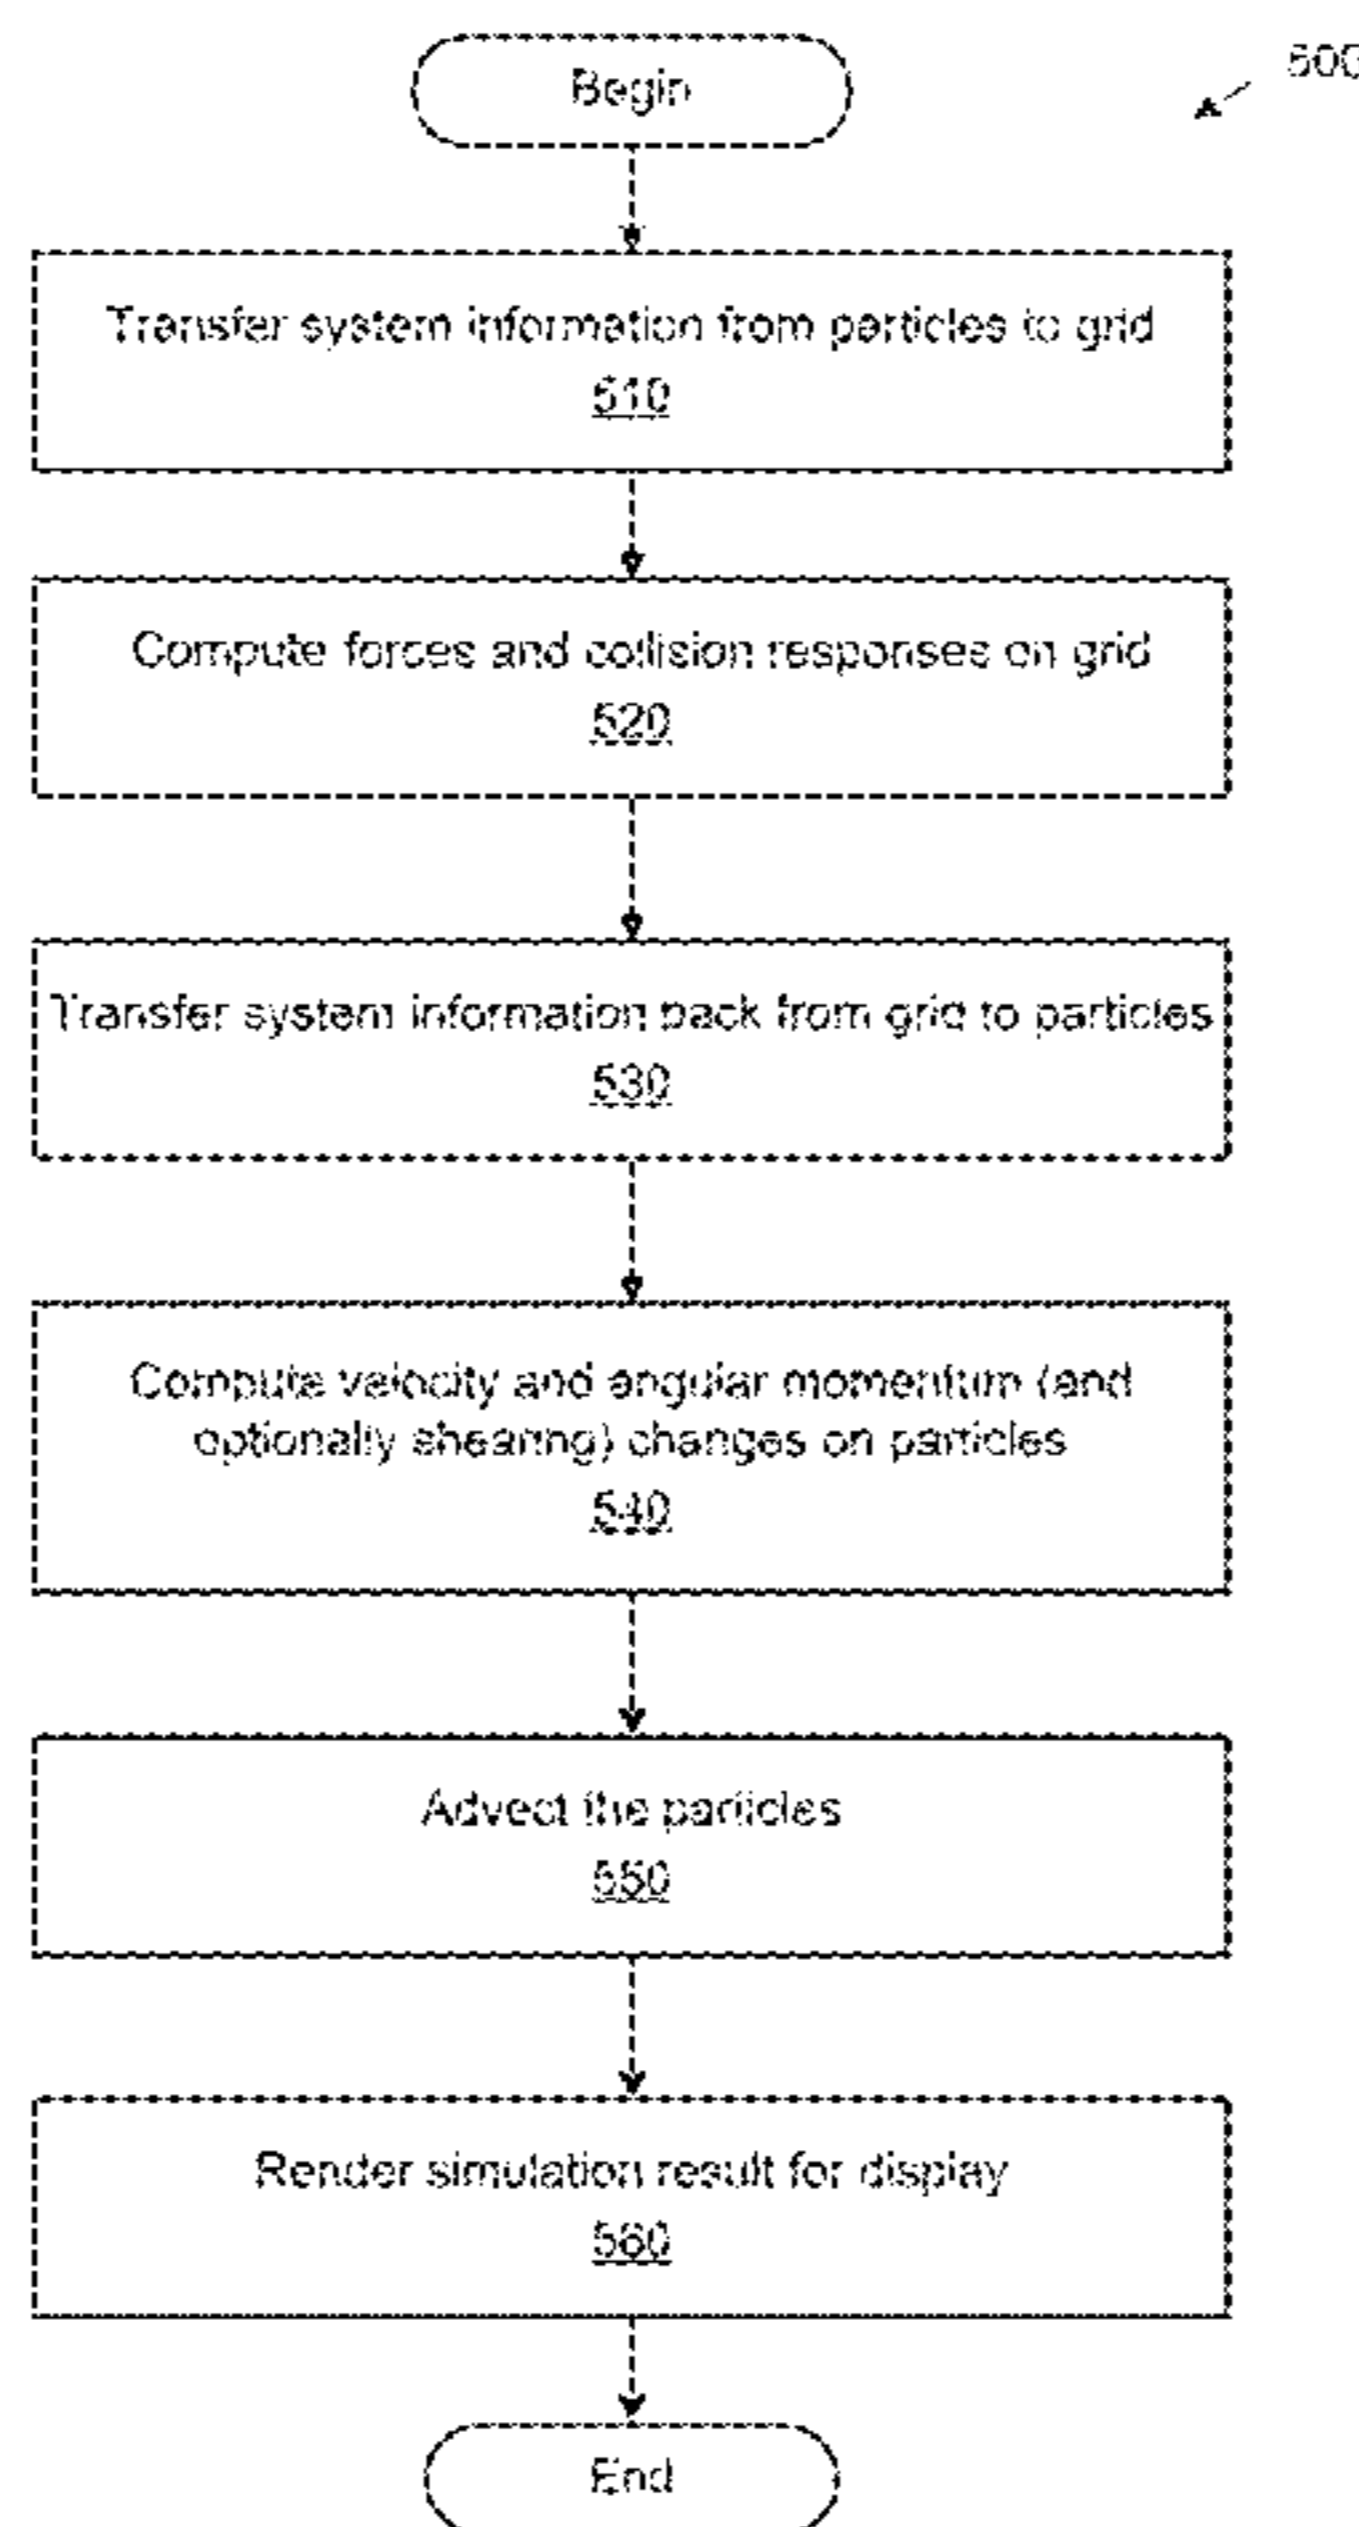 Begin
500
Transfer system information from particles to grid
510
Compute forces and collision responses on grid
520
Transfer system information back from grid to particles
530
Compute velocity and angular momentum (and
optionally shearing) changes on particles
540
Advect the particles
550
Render simulation result for display
560
End